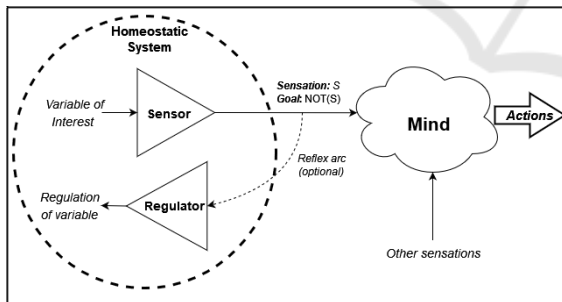 Homeostatic
System
Variable of
Interest
Sensor
Sensation: S
Goal: NOT(S)
Mind
Actions
Reflex arc
(optional)
Regulation
of variable
Regulator
Other sensations